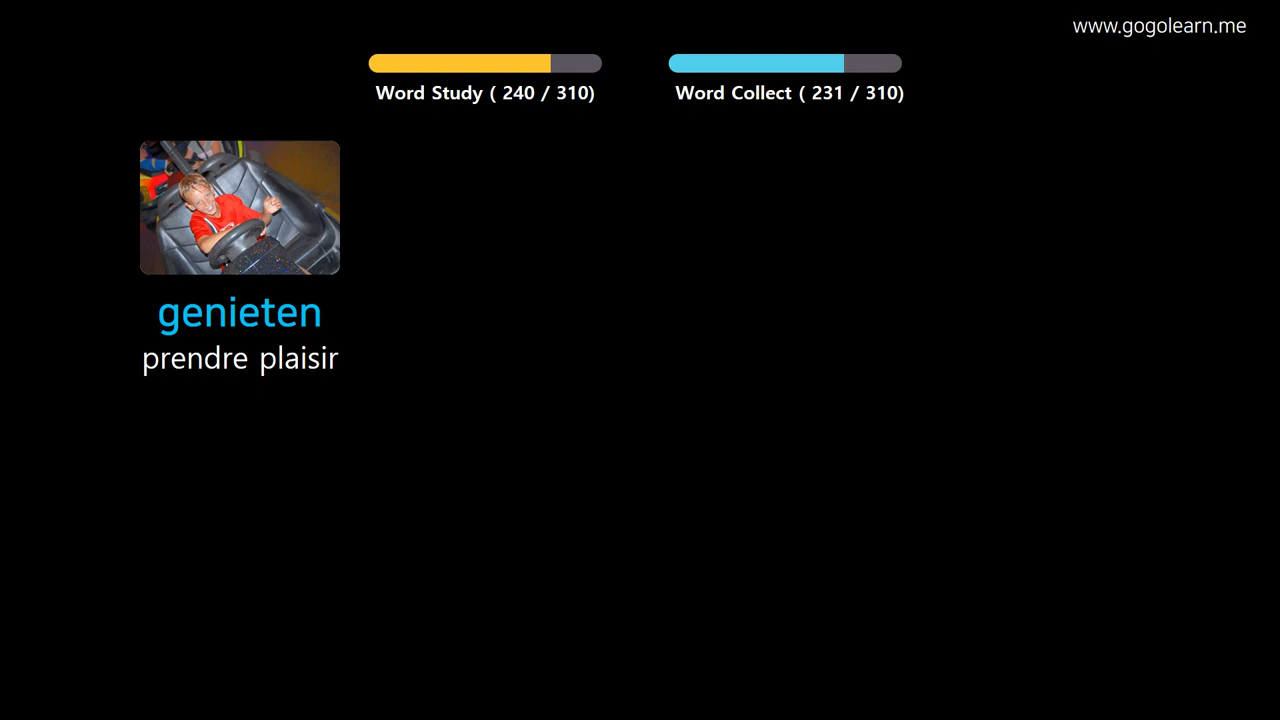 www.gogolearn.me
Word Study ( 240 / 310)
Word Collect ( 231 / 310)
genieten
prendre plaisir